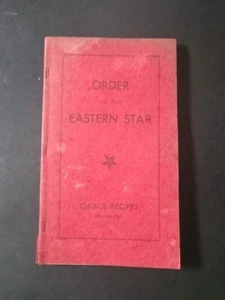 ORDER
OF THE
EASTERN STAR
CHOICE RECIPES